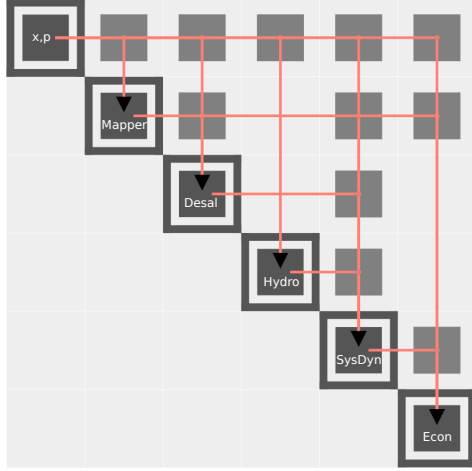 x,p
Mapper
Desal
Hydro
SysDyn
Econ